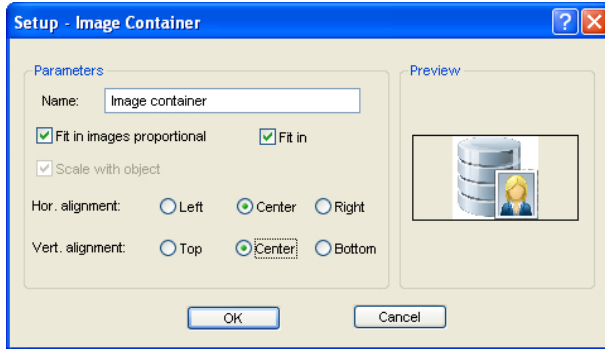 Setup - Image Container
Parameters
Name: Image container
Fit in images proportional Fit in
Scale with object
Hor. alignment: Left Center Right
Vert. alignment: Top Center Bottom
Preview
OK Cancel